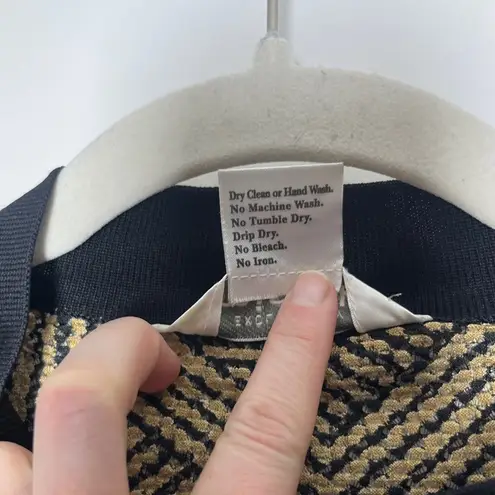 Dry Clean or Hand Wash.
No Machine Wash.
No Tumble Dry.
Drip Dry.
No Bleach.
No Iron.